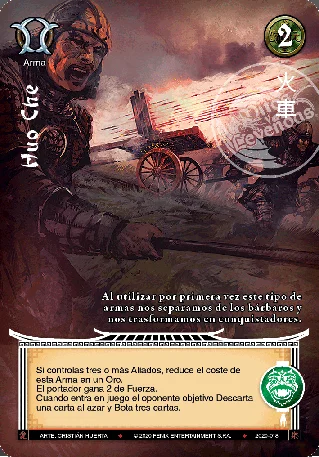 2
Arma
Huo Che
火車
Al utilizar por primera vez este tipo de
armas nos separamos de los bárbaros y
nos trasformamos en conquistadores.
Si controlas tres o más Aliados, reduce el coste de
esta Arma en un Oro.
El portador gana 2 de Fuerza.
Cuando entra en juego el oponente objetivo Descarta
una carta al azar y Bota tres cartas.
ARTE: CRISTIÁN HUERTA
© 2020 FENIX ENTERTAINMENT S.P.A.
2020-018